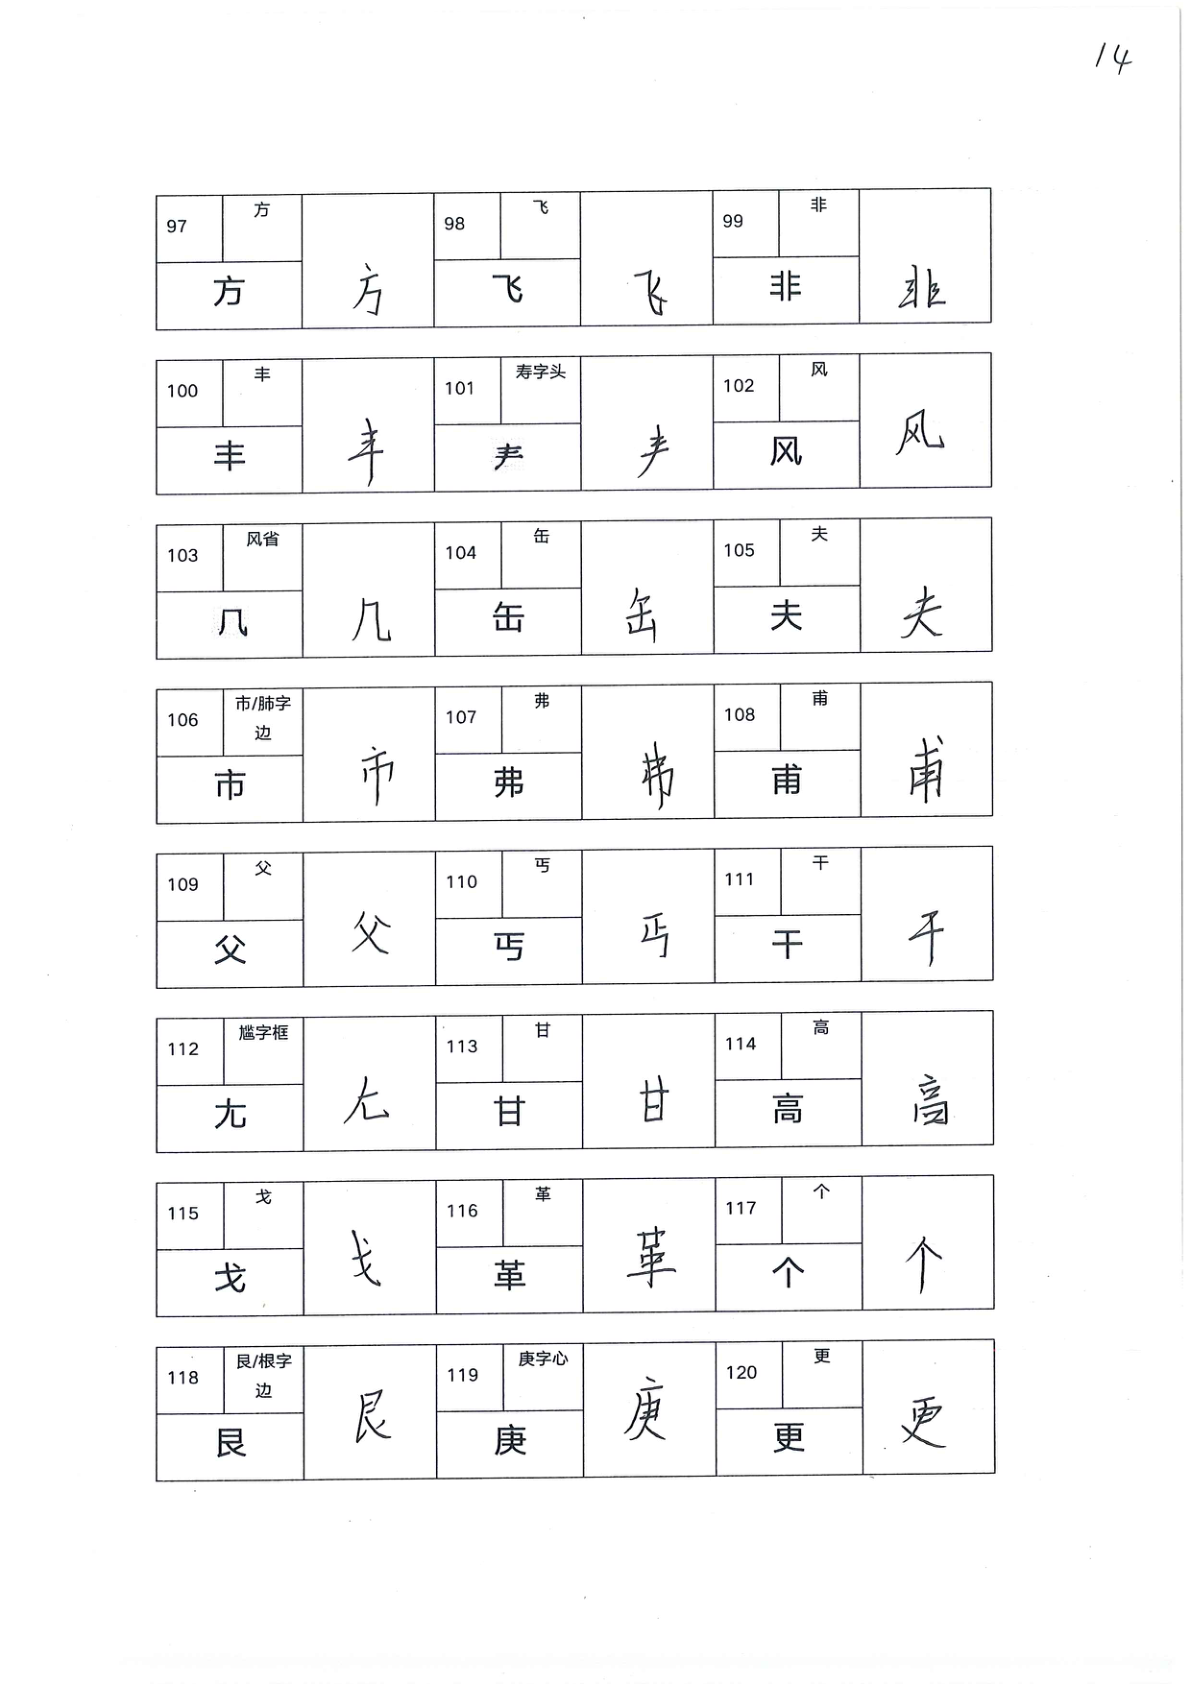 14
97 方 方 方 98 飞 飞 飞 99 非 非 非
100 丰 丰 丰 101 寿字头 龵 龵 102 风 风 风
103 风省 𠘨 几 104 缶 缶 缶 105 夫 夫 夫
106 市/肺字边 市 市 107 弗 弗 弗 108 甫 甫 甫
109 父 父 父 110 丏 丏 丏 111 干 干 干
112 尴字框 尢 尢 113 甘 甘 甘 114 高 高 高
115 戈 戈 戈 116 革 革 革 117 个 个 个
118 艮/根字边 艮 艮 119 庚字心 庚 庚 120 更 更 更